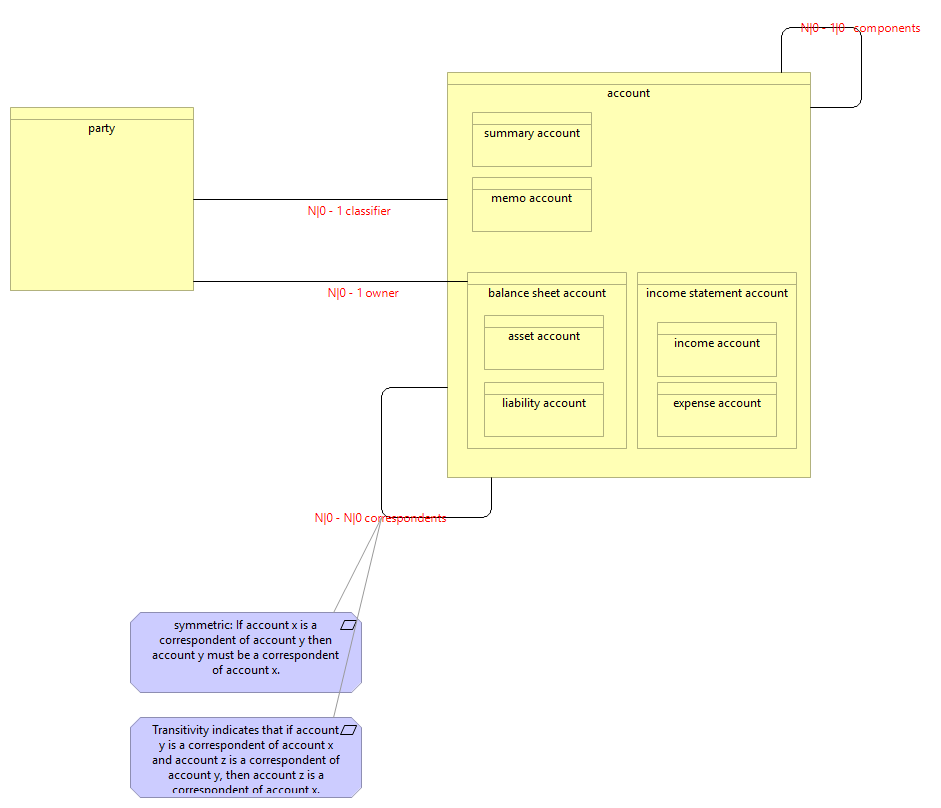 N|0 - 1|0 components
account
party
summary account
memo account
N|0 - 1 classifier
balance sheet account
income statement account
N|0 - 1 owner
asset account
income account
liability account
expense account
N|0 - N|0 correspondents
symmetric: If account x is a
correspondent of account y then
account y must be a correspondent
of account x.
Transitivity indicates that if account
y is a correspondent of account x
and account z is a correspondent of
account y, then account z is a
correspondent of account x.